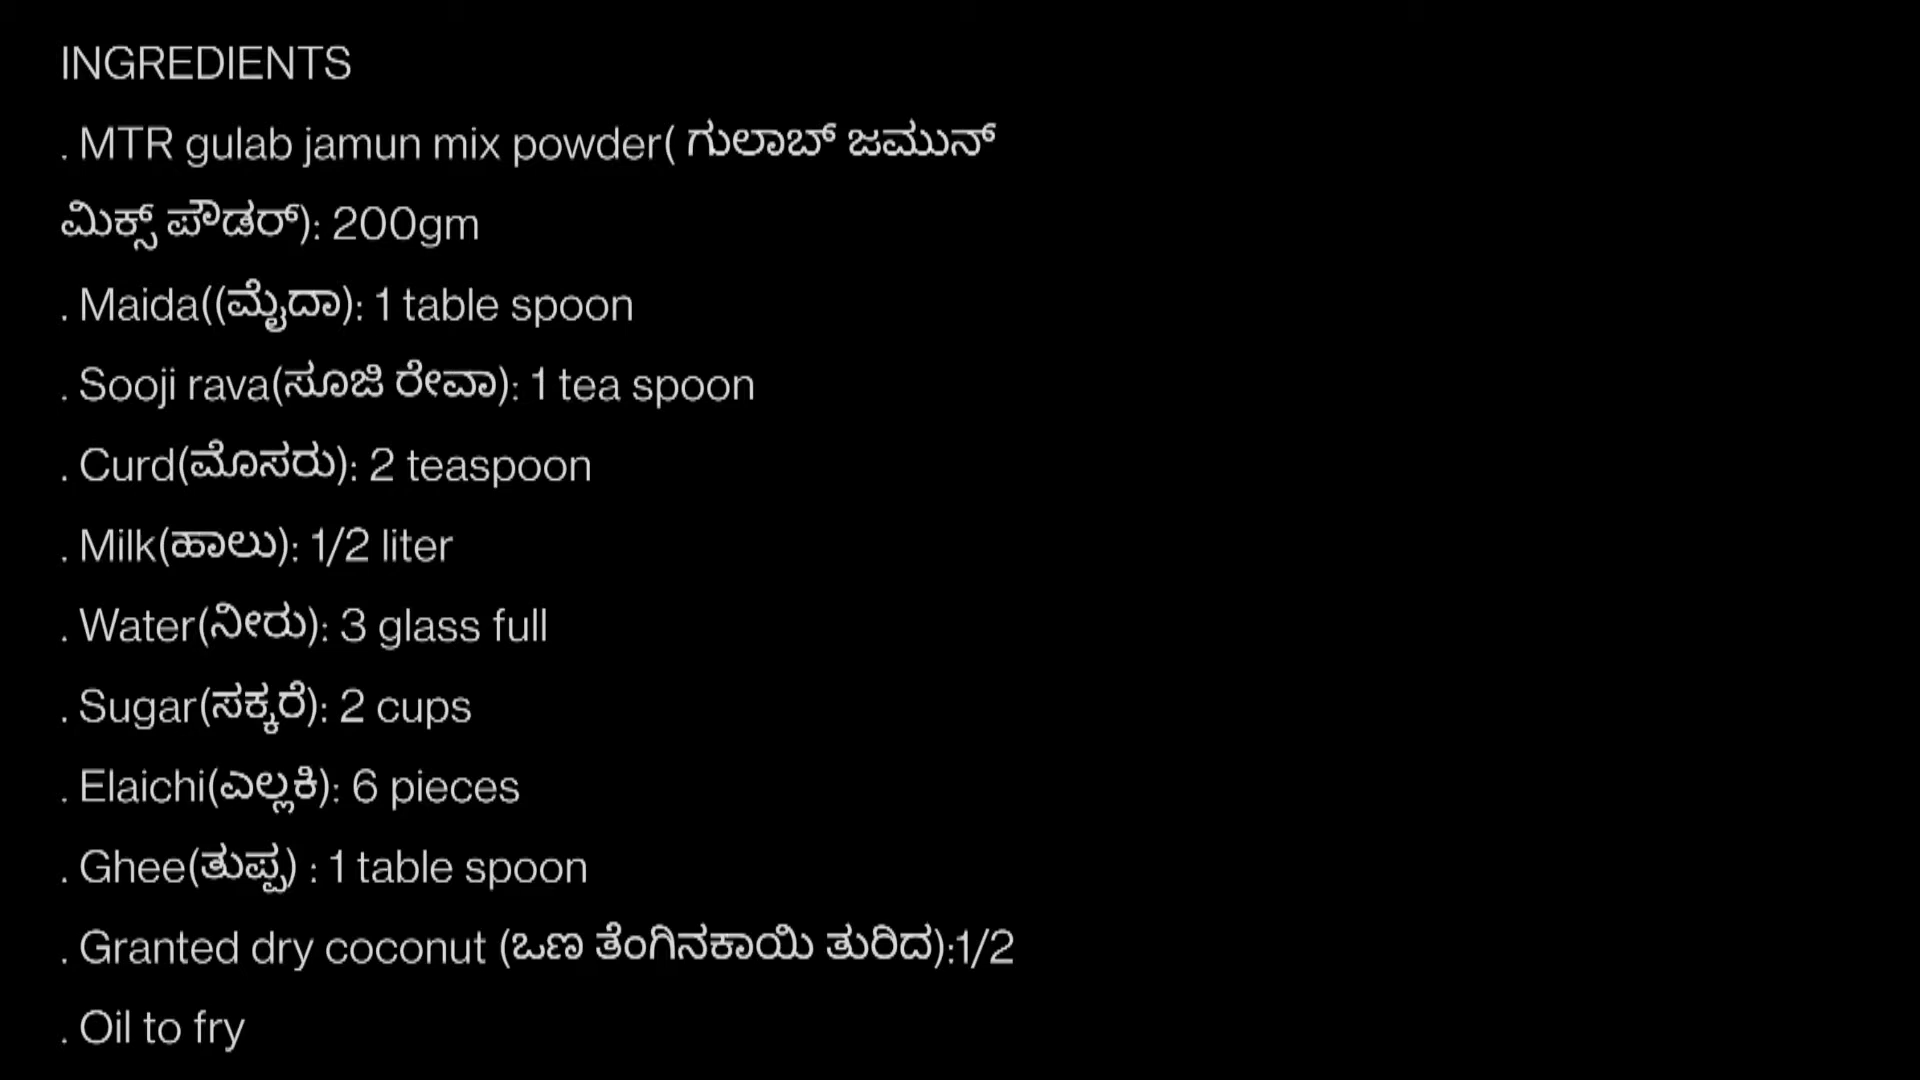 INGREDIENTS
. MTR gulab jamun mix powder( ಗುಲಾಬ್ ಜಮುನ್
ಮಿಕ್ಸ್ ಪೌಡರ್): 200gm
. Maida((ಮೈದಾ): 1 table spoon
. Sooji rava(ಸೂಜಿ ರೇವಾ): 1 tea spoon
. Curd(ಮೊಸರು): 2 teaspoon
. Milk(ಹಾಲು): 1/2 liter
. Water(ನೀರು): 3 glass full
. Sugar(ಸಕ್ಕರೆ): 2 cups
. Elaichi(ಎಲ್ಲಕಿ): 6 pieces
. Ghee(ತುಪ್ಪ) : 1 table spoon
. Granted dry coconut (ಒಣ ತೆಂಗಿನಕಾಯಿ ತುರಿದ):1/2
. Oil to fry